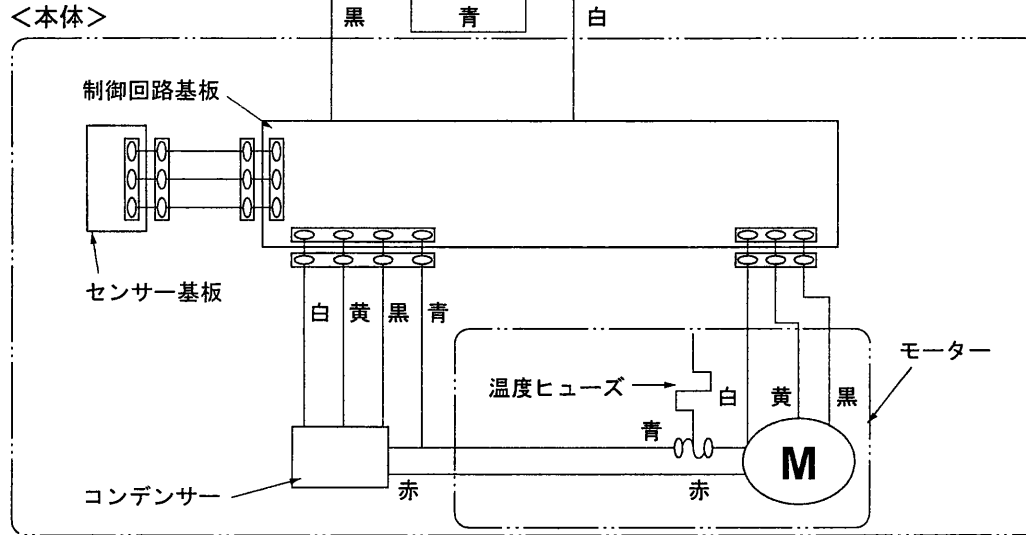 ＜本体＞
黒
青
白
制御回路基板
センサー基板
白
黄
黒
青
モーター
温度ヒューズ
白
黄
黒
青
M
コンデンサー
赤
赤